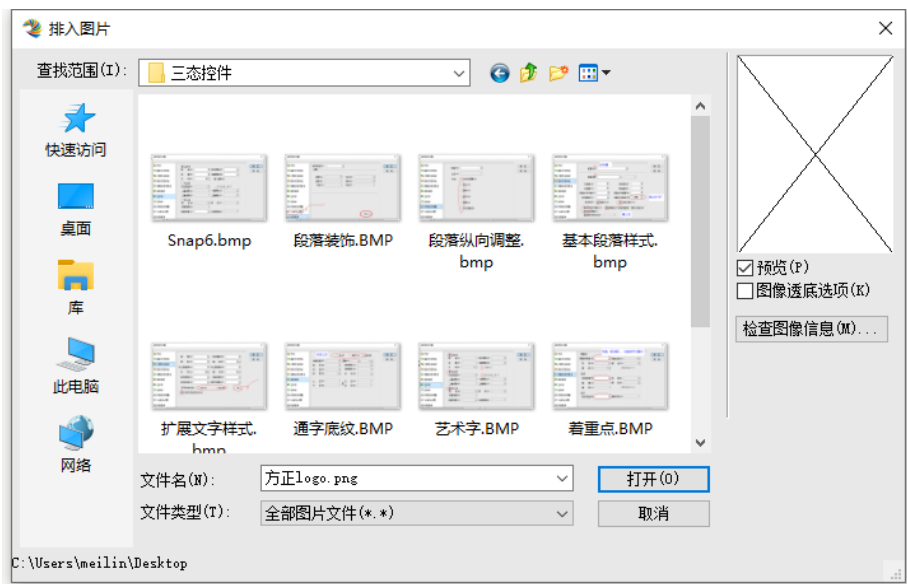 排入图片
查找范围(I):
三态控件
快速访问
桌面
库
此电脑
网络
Snap6.bmp
段落装饰.BMP
段落纵向调整.
bmp
基本段落样式.
bmp
扩展文字样式.
bmp
通字底纹.BMP
艺术字.BMP
着重点.BMP
预览(P)
图像透底选项(K)
检查图像信息(M)...
文件名(N):
方正logo.png
打开(O)
文件类型(T):
全部图片文件(*.*)
取消
C:\Users\meilin\Desktop